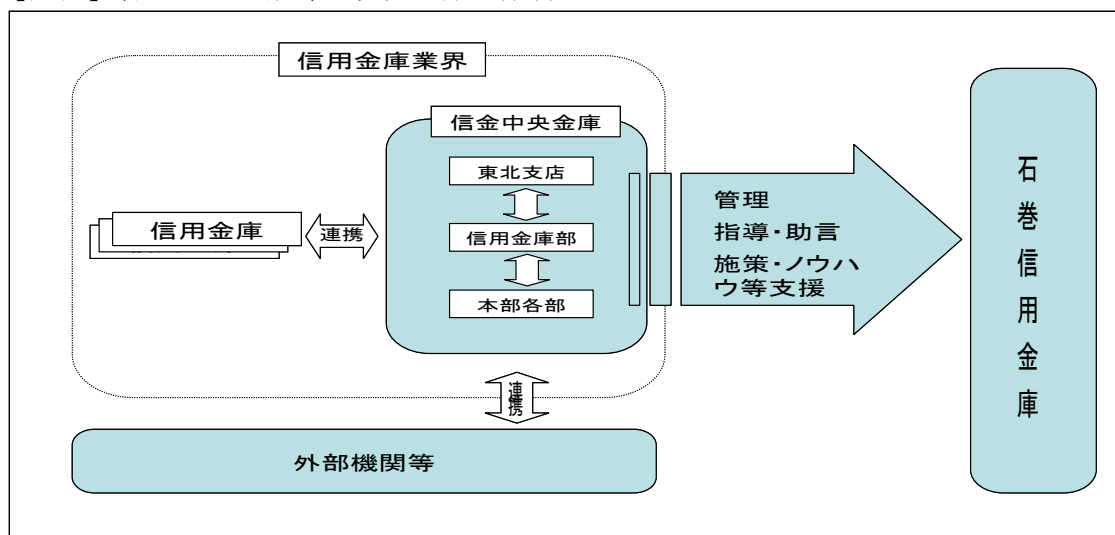 信用金庫業界
信金中央金庫
東北支店
信用金庫
連携
信用金庫部
本部各部
管理
指導・助言
施策・ノウハ
ウ等支援
石巻信用金庫
連携
外部機関等